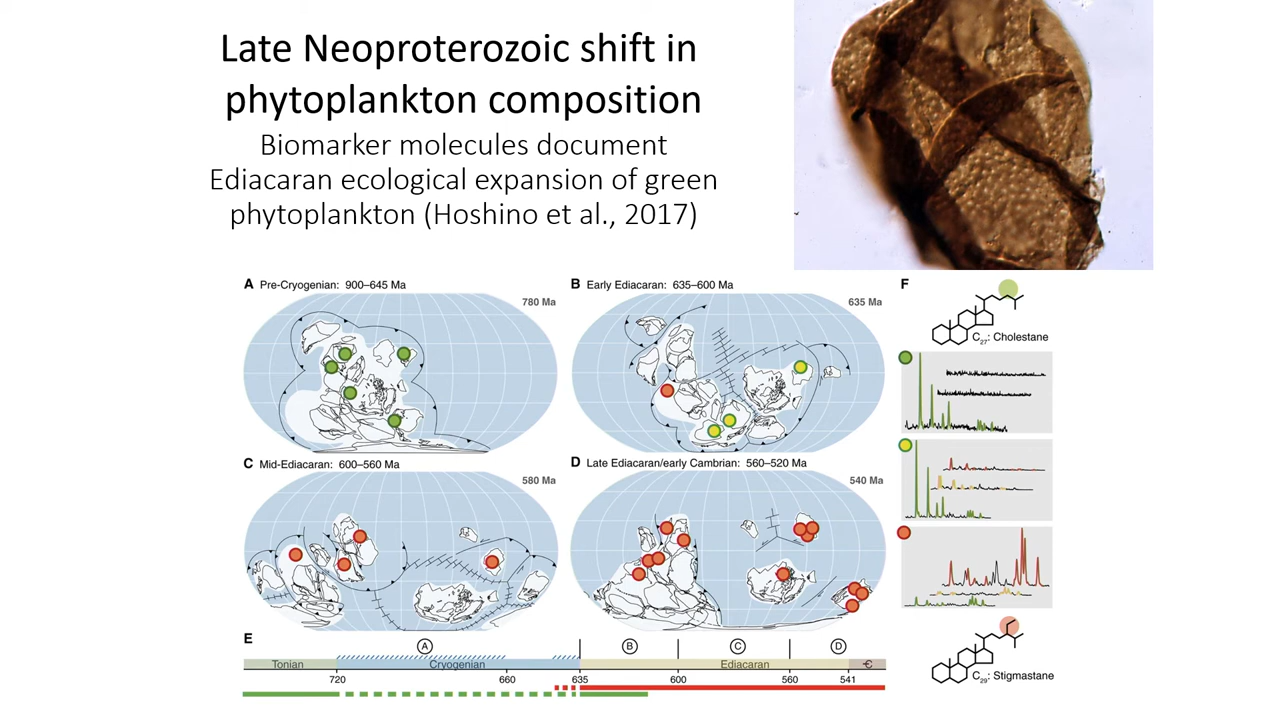 Late Neoproterozoic shift in
phytoplankton composition
Biomarker molecules document
Ediacaran ecological expansion of green
phytoplankton (Hoshino et al., 2017)
A Pre-Cryogenian: 900–645 Ma
780 Ma
B Early Ediacaran: 635–600 Ma
635 Ma
C Mid-Ediacaran: 600–560 Ma
580 Ma
D Late Ediacaran/early Cambrian: 560–520 Ma
540 Ma
E
A
B
C
D
Tonian
Cryogenian
Ediacaran
Ꞓ
720
660
635
600
560
541
F
C27: Cholestane
C29: Stigmastane